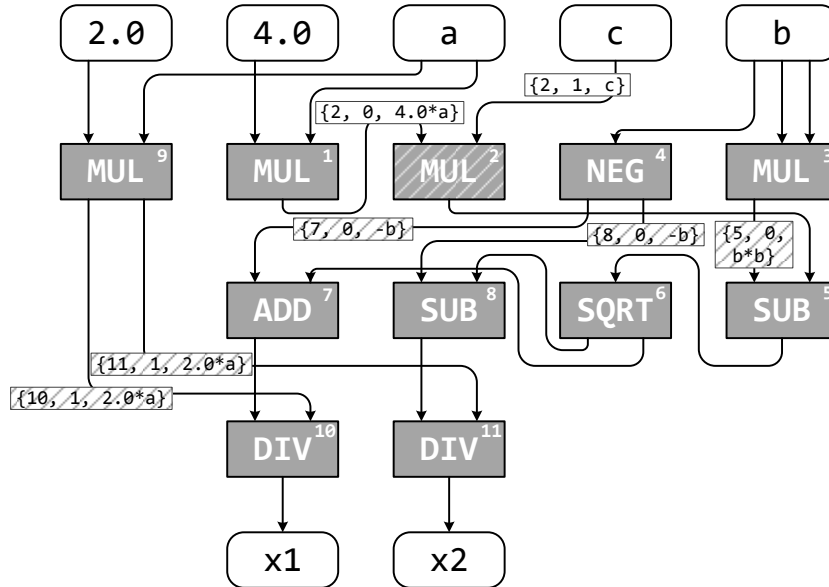 2.0
4.0
a
c
b
{2, 1, c}
{2, 0, 4.0*a}
MUL 9
MUL 1
MUL 2
NEG 4
MUL 3
{7, 0, -b}
{8, 0, -b}
{5, 0,
b*b}
ADD 7
SUB 8
SQRT 6
SUB 5
{11, 1, 2.0*a}
{10, 1, 2.0*a}
DIV 10
DIV 11
x1
x2